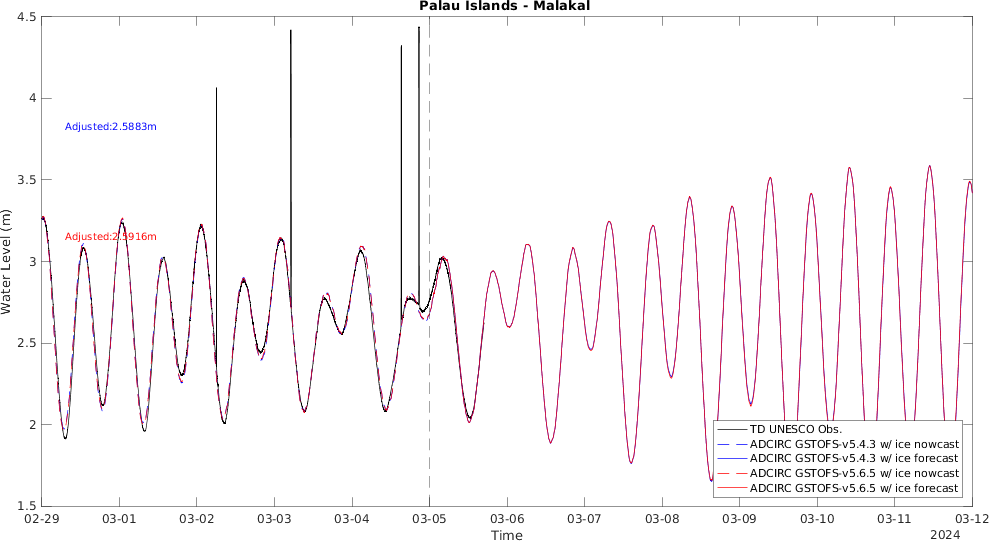 Palau Islands - Malakal
4.5
4
3.5
3
2.5
2
1.5
Water Level (m)
Adjusted:2.5883m
Adjusted:2.5916m
TD UNESCO Obs.
ADCIRC GSTOFS-v5.4.3 w/ ice nowcast
ADCIRC GSTOFS-v5.4.3 w/ ice forecast
ADCIRC GSTOFS-v5.6.5 w/ ice nowcast
ADCIRC GSTOFS-v5.6.5 w/ ice forecast
02-29 03-01 03-02 03-03 03-04 03-05 03-06 03-07 03-08 03-09 03-10 03-11 03-12
Time
2024